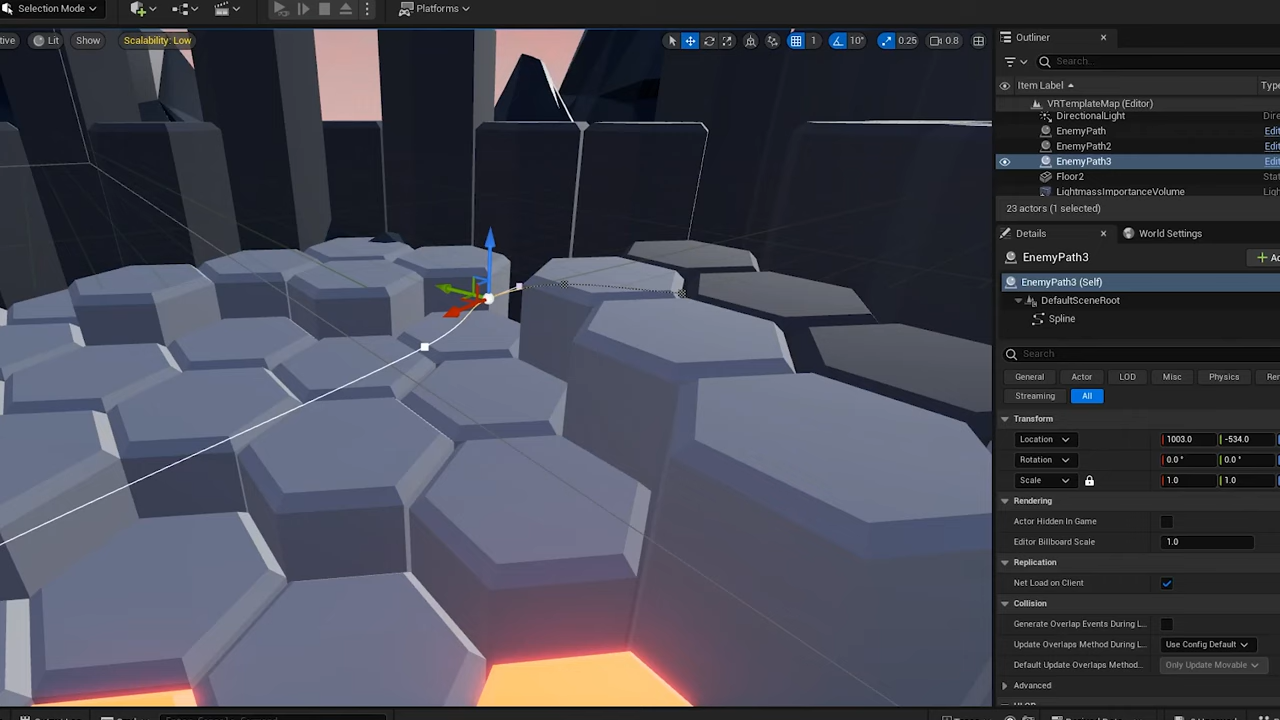 Selection Mode
Platforms
Lit
Show
Scalability: Low
1
10°
0.25
0.8
Outliner
Search...
Item Label
VRTemplateMap (Editor)
DirectionalLight
EnemyPath
EnemyPath2
EnemyPath3
Floor2
LightmassImportanceVolume
23 actors (1 selected)
Details
World Settings
EnemyPath3
EnemyPath3 (Self)
DefaultSceneRoot
Spline
Search
General
Actor
LOD
Misc
Physics
Streaming
All
Transform
Location
1003.0
-534.0
Rotation
0.0 °
0.0 °
Scale
1.0
1.0
Rendering
Actor Hidden In Game
Editor Billboard Scale
1.0
Replication
Net Load on Client
Collision
Generate Overlap Events During L...
Update Overlaps Method During L...
Use Config Default
Default Update Overlaps Method...
Only Update Movable
Advanced